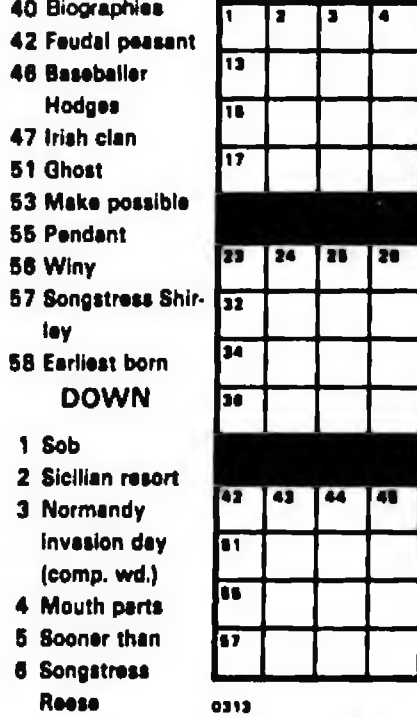 40 Biographies
42 Feudal peasant
46 Baseballer
Hodges
47 Irish clan
51 Ghost
53 Make possible
55 Pendant
56 Winy
57 Songstress Shir-
ley
58 Earliest born
DOWN
1 Sob
2 Sicilian resort
3 Normandy
invasion day
(comp. wd.)
4 Mouth parts
5 Sooner than
6 Songstress
Reese
1 2 3 4
13
15
17
23 24 25 26
32
34
36
42 43 44 45
51
55
57
0313